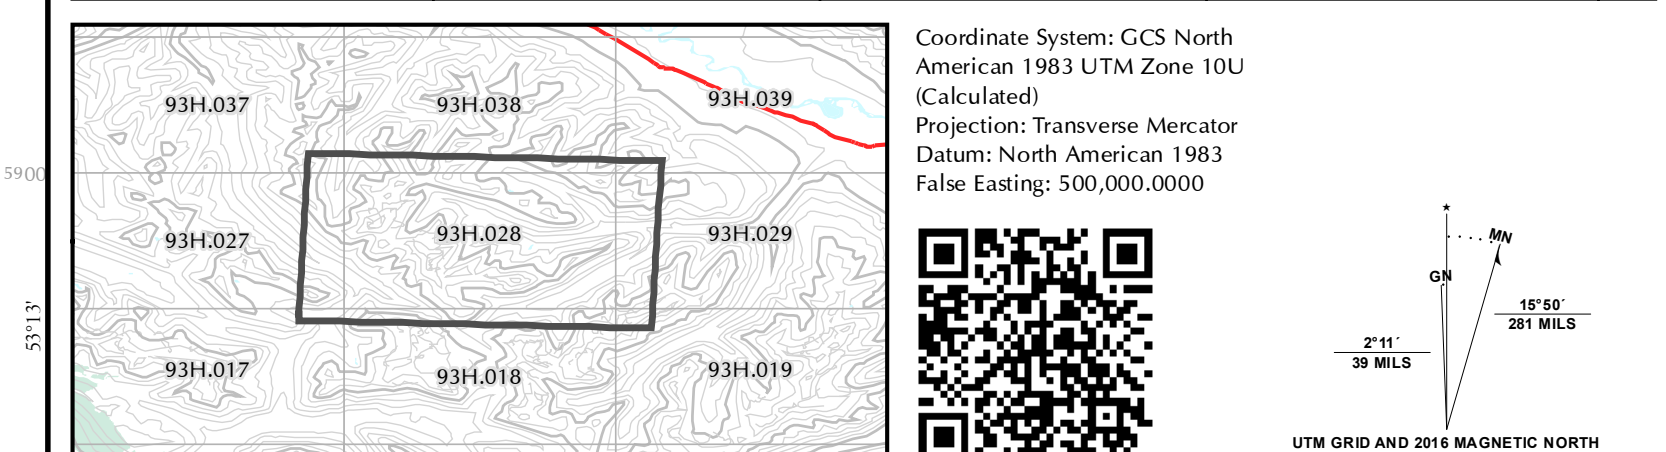 93H.037
93H.038
93H.039
5900
93H.027
93H.028
93H.029
53°13'
93H.017
93H.018
93H.019
Coordinate System: GCS North
American 1983 UTM Zone 10U
(Calculated)
Projection: Transverse Mercator
Datum: North American 1983
False Easting: 500,000.0000
MN
GN
15°50´
281 MILS
2°11´
39 MILS
UTM GRID AND 2016 MAGNETIC NORTH